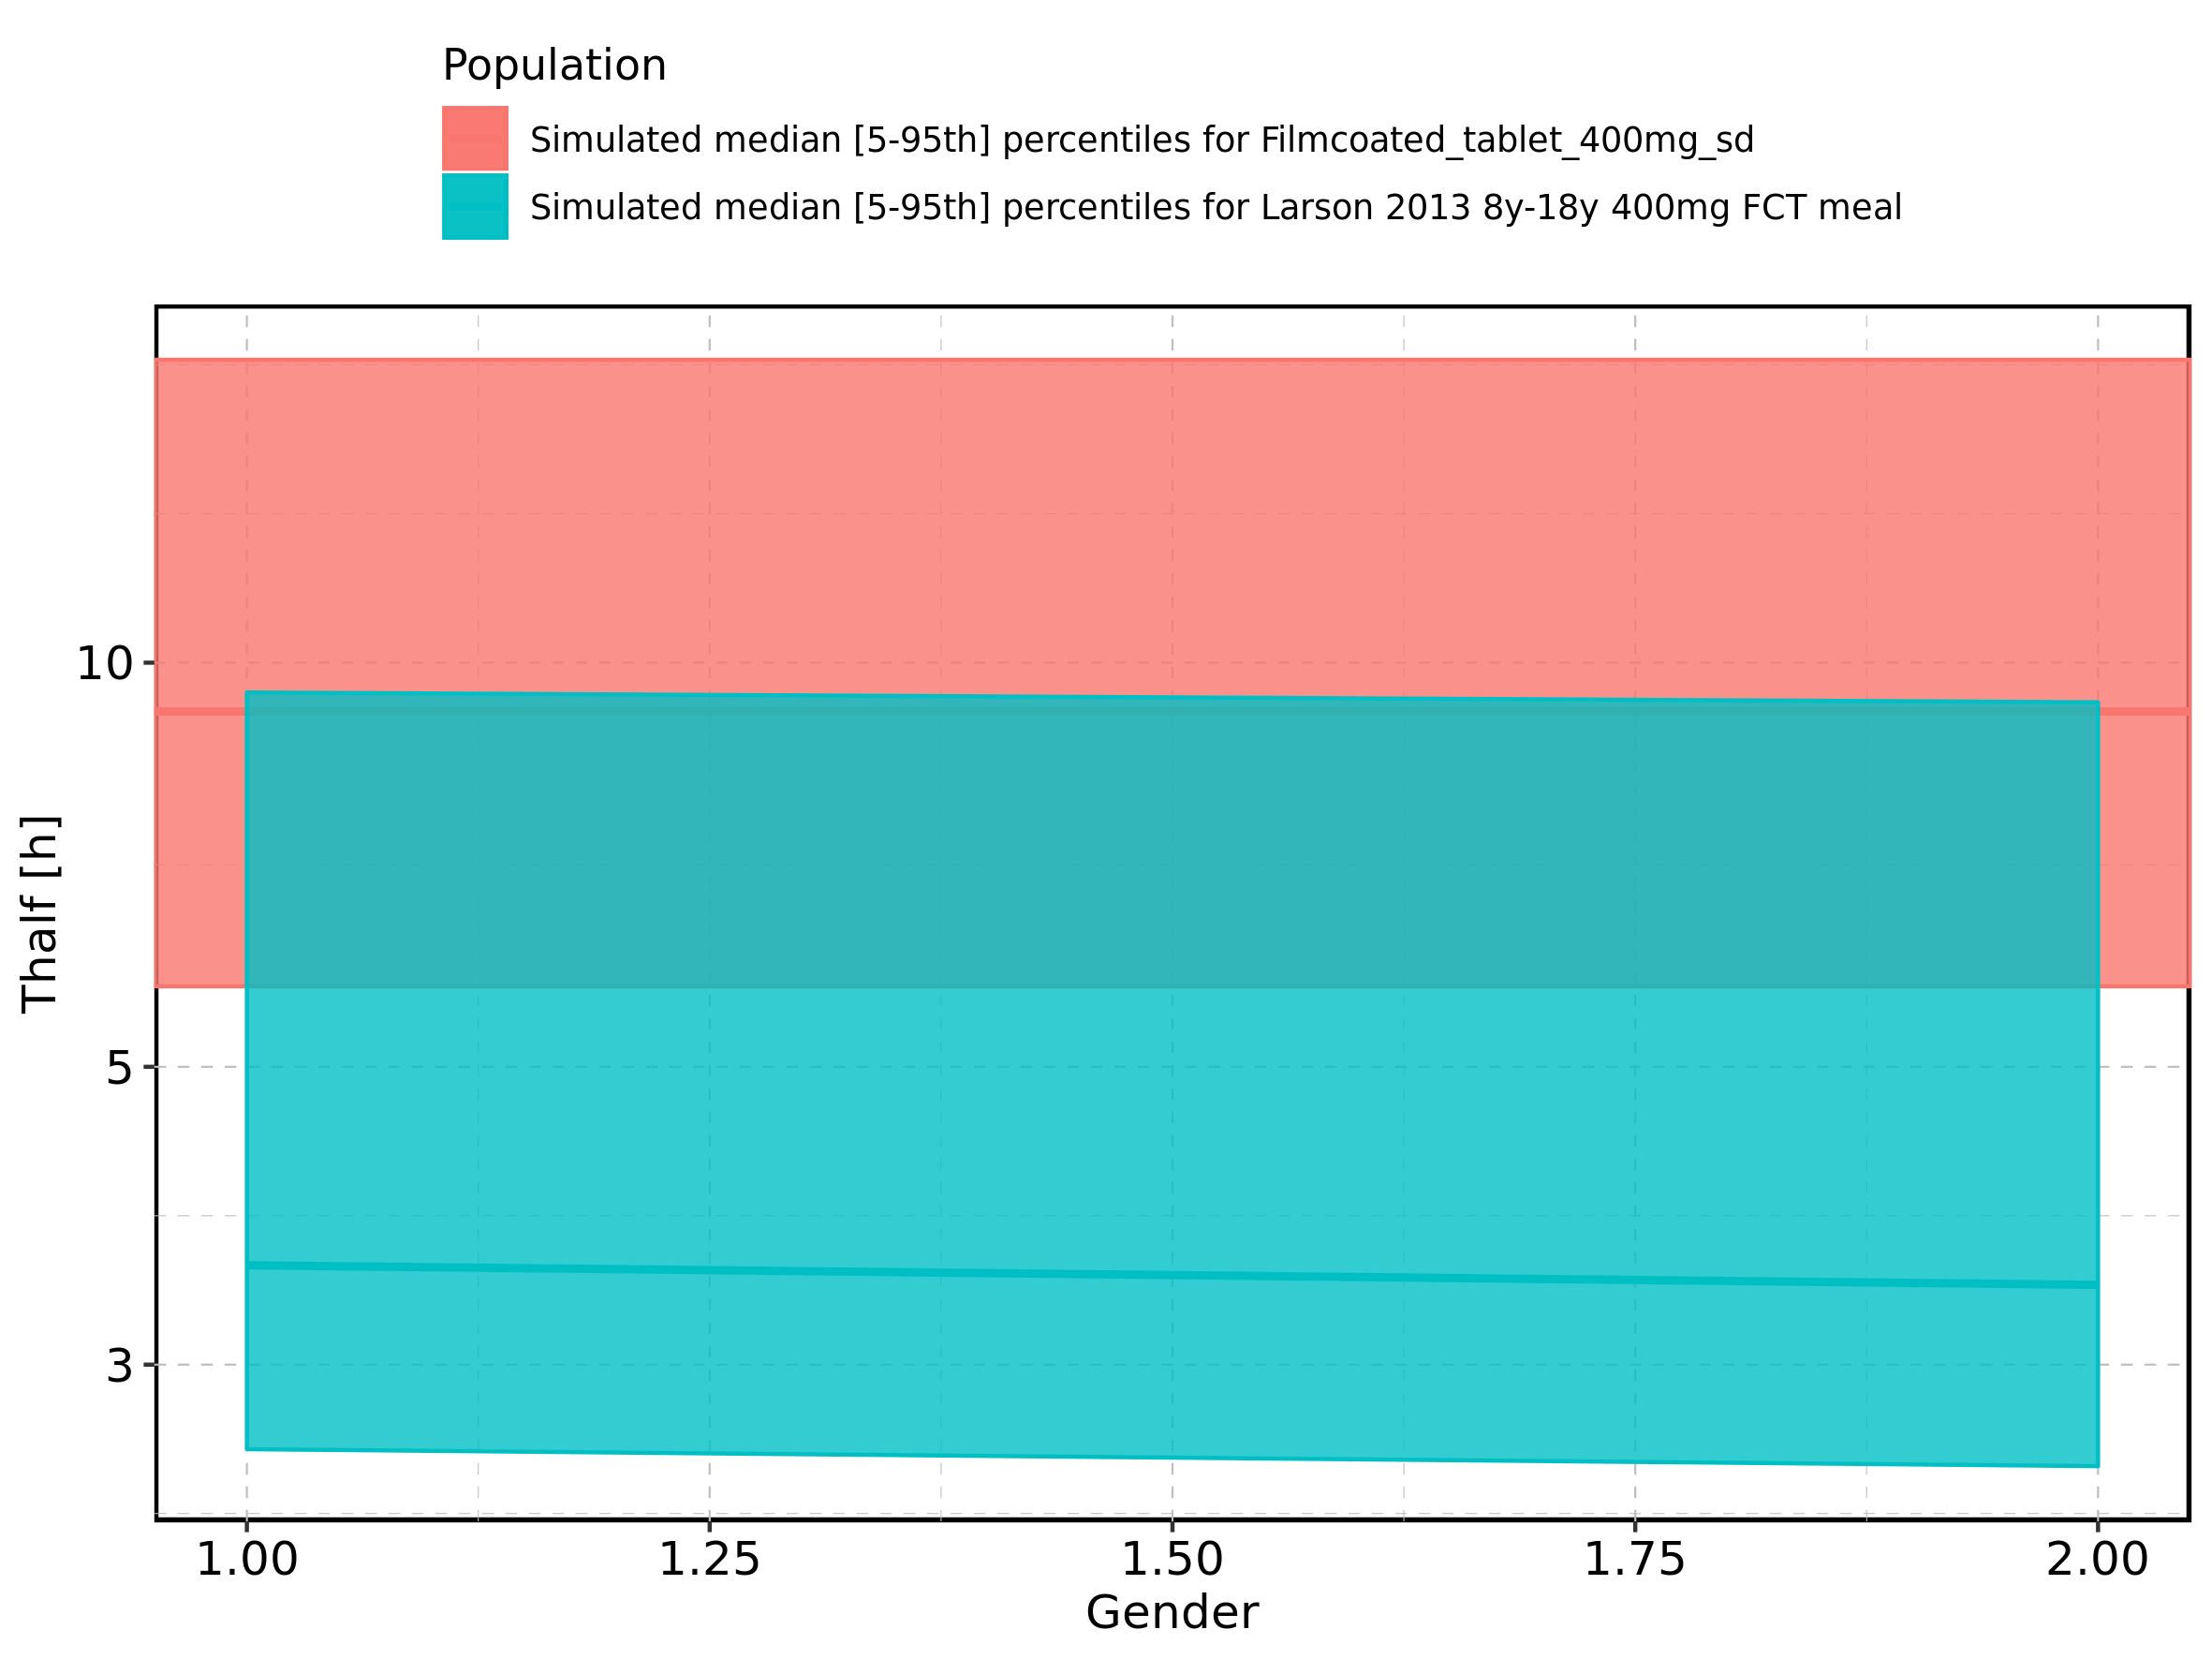 Population
Simulated median [5-95th] percentiles for Filmcoated_tablet_400mg_sd
Simulated median [5-95th] percentiles for Larson 2013 8y-18y 400mg FCT meal
10
5
3
Thalf [h]
1.00 1.25 1.50 1.75 2.00
Gender